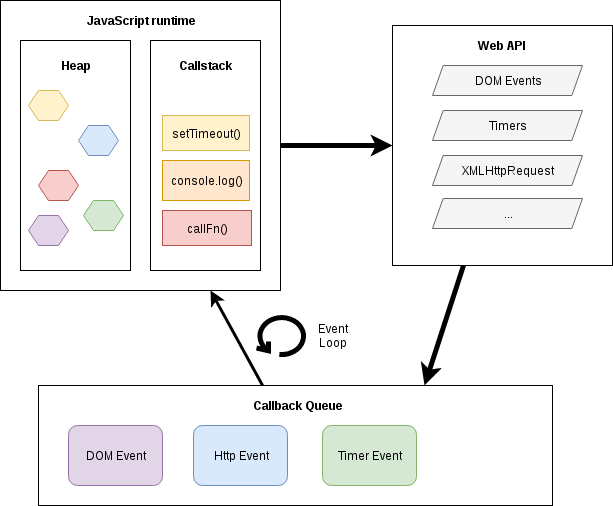 JavaScript runtime
Heap
Callstack
setTimeout()
console.log()
callFn()
Web API
DOM Events
Timers
XMLHttpRequest
...
Event
Loop
Callback Queue
DOM Event
Http Event
Timer Event